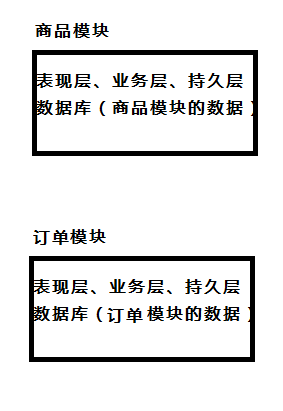 商品模块
表现层、业务层、持久层
数据库（商品模块的数据）
订单模块
表现层、业务层、持久层
数据库（订单模块的数据）